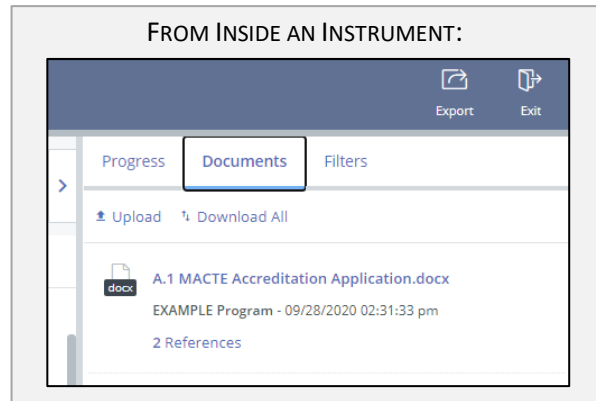 FROM INSIDE AN INSTRUMENT:
Export Exit
Progress Documents Filters
Upload Download All
docx
A.1 MACTE Accreditation Application.docx
EXAMPLE Program - 09/28/2020 02:31:33 pm
2 References